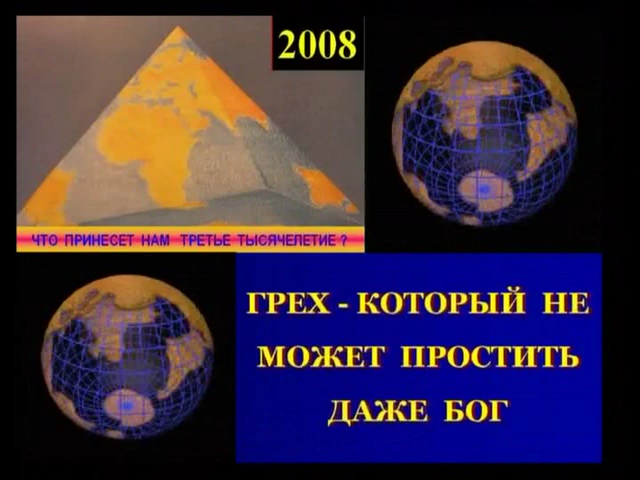 2008
ЧТО ПРИНЕСЕТ НАМ ТРЕТЬЕ ТЫСЯЧЕЛЕТИЕ ?
ГРЕХ - КОТОРЫЙ НЕ
МОЖЕТ ПРОСТИТЬ
ДАЖЕ БОГ